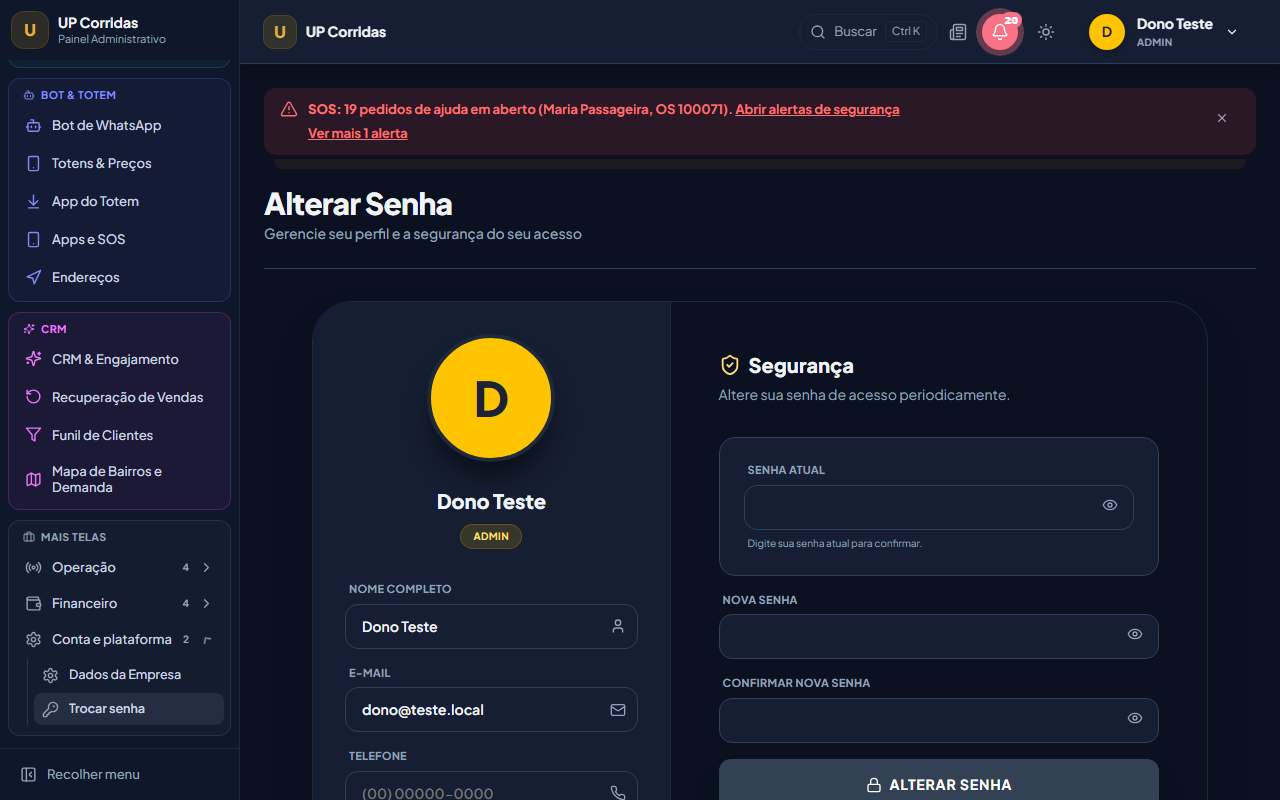 U
UP Corridas
Painel Administrativo
BOT & TOTEM
Bot de WhatsApp
Totens & Preços
App do Totem
Apps e SOS
Endereços
CRM
CRM & Engajamento
Recuperação de Vendas
Funil de Clientes
Mapa de Bairros e
Demanda
MAIS TELAS
Operação 4
Financeiro 4
Conta e plataforma 2
Dados da Empresa
Trocar senha
Recolher menu
U UP Corridas
Buscar Ctrl K
20
D
Dono Teste
ADMIN
SOS: 19 pedidos de ajuda em aberto (Maria Passageira, OS 100071). Abrir alertas de segurança
Ver mais 1 alerta
Alterar Senha
Gerencie seu perfil e a segurança do seu acesso
D
Dono Teste
ADMIN
NOME COMPLETO
Dono Teste
E-MAIL
dono@teste.local
TELEFONE
(00) 00000-0000
Segurança
Altere sua senha de acesso periodicamente.
SENHA ATUAL
Digite sua senha atual para confirmar.
NOVA SENHA
CONFIRMAR NOVA SENHA
ALTERAR SENHA